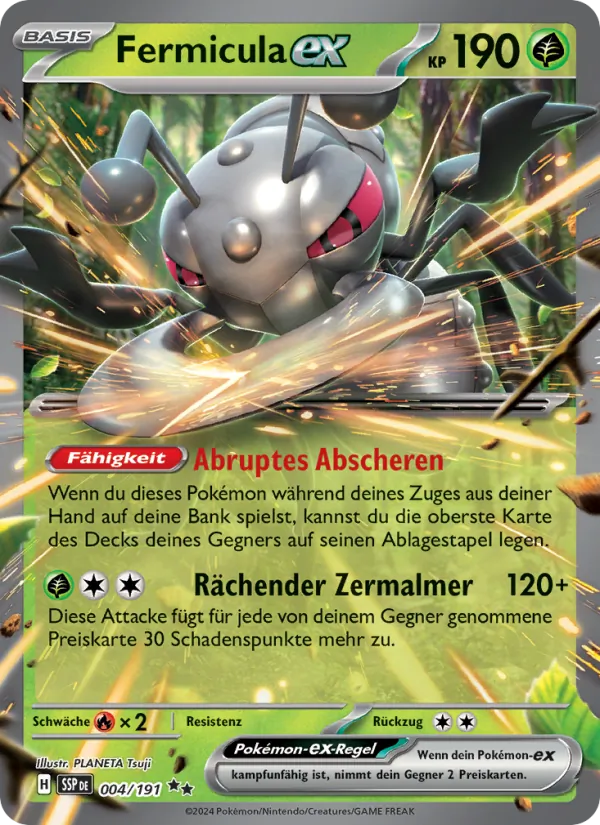 BASIS
Fermicula ex KP 190
Fähigkeit Abruptes Abscheren
Wenn du dieses Pokémon während deines Zuges aus deiner
Hand auf deine Bank spielst, kannst du die oberste Karte
des Decks deines Gegners auf seinen Ablagestapel legen.
Rächender Zermalmer 120+
Diese Attacke fügt für jede von deinem Gegner genommene
Preiskarte 30 Schadenspunkte mehr zu.
Schwäche ×2 Resistenz Rückzug
Illustr. PLANETA Tsuji
Pokémon-ex-Regel Wenn dein Pokémon-ex
kampfunfähig ist, nimmt dein Gegner 2 Preiskarten.
H SSP DE 004/191 ★★
©2024 Pokémon/Nintendo/Creatures/GAME FREAK